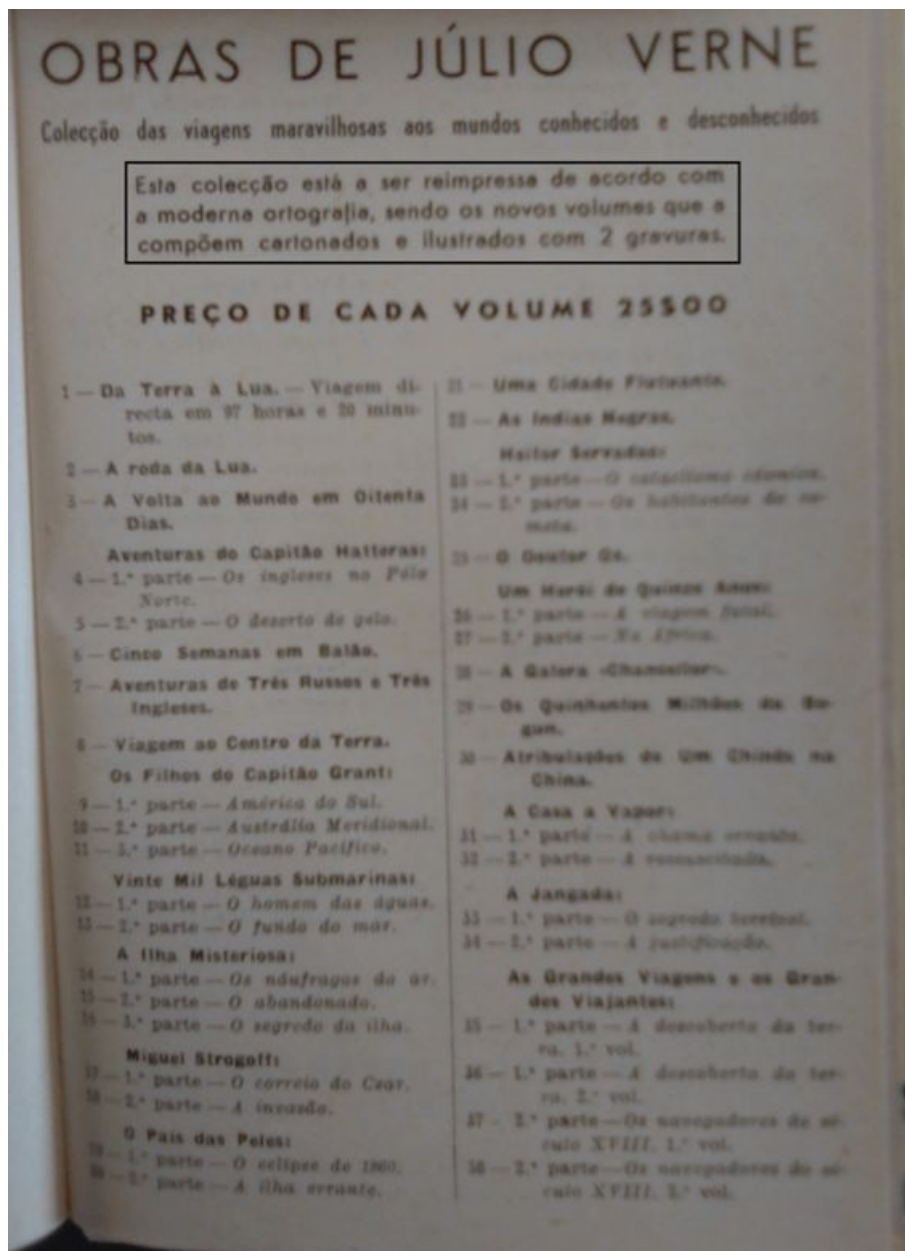 OBRAS DE JÚLIO VERNE
Colecção das viagens maravilhosas aos mundos conhecidos e desconhecidos
Esta colecção está a ser reimpressa de acordo com
a moderna ortografia, sendo os novos volumes que a
compõem cartonados e ilustrados com 2 gravuras.
PREÇO DE CADA VOLUME 25$00
1 — Da Terra à Lua. — Viagem di-
recta em 97 horas e 20 minu-
tos.
2 — A roda da Lua.
3 — A Volta ao Mundo em Oitenta
Dias.
Aventuras do Capitão Hatteras:
4 — 1.ª parte — Os ingleses no Pólo
Norte.
5 — 2.ª parte — O deserto de gelo.
6 — Cinco Semanas em Balão.
7 — Aventuras de Três Russos e Três
Ingleses.
8 — Viagem ao Centro da Terra.
Os Filhos do Capitão Grant:
9 — 1.ª parte — América do Sul.
10 — 2.ª parte — Austrália Meridional.
11 — 3.ª parte — Oceano Pacífico.
Vinte Mil Léguas Submarinas:
12 — 1.ª parte — O homem das águas.
13 — 2.ª parte — O fundo do mar.
A Ilha Misteriosa:
14 — 1.ª parte — Os náufragos do ar.
15 — 2.ª parte — O abandonado.
16 — 3.ª parte — O segredo da ilha.
Miguel Strogoff:
17 — 1.ª parte — O correio do Czar.
18 — 2.ª parte — A invasão.
O País das Peles:
19 — 1.ª parte — O eclipse de 1860.
20 — 2.ª parte — A ilha errante.
21 — Uma Cidade Flutuante.
22 — As Indias Negras.
Heitor Servadac:
23 — 1.ª parte — O cataclismo cósmico.
24 — 2.ª parte — Os habitantes do co-
meta.
25 — O Doutor Ox.
Um Herói de Quinze Anos:
26 — 1.ª parte — A viagem fatal.
27 — 2.ª parte — Na África.
28 — A Galera «Chancellor».
29 — Os Quinhentos Milhões da Be-
gun.
30 — Atribulações de Um Chinês na
China.
A Casa a Vapor:
31 — 1.ª parte — A chama errante.
32 — 2.ª parte — A ressuscitada.
A Jangada:
33 — 1.ª parte — O segredo terrível.
34 — 2.ª parte — A justificação.
As Grandes Viagens e os Gran-
des Viajantes:
35 — 1.ª parte — A descoberta da ter-
ra. 1.º vol.
36 — 1.ª parte — A descoberta da ter-
ra. 2.º vol.
37 — 2.ª parte — Os navegadores do sé-
culo XVIII. 1.º vol.
38 — 2.ª parte — Os navegadores do sé-
culo XVIII. 2.º vol.